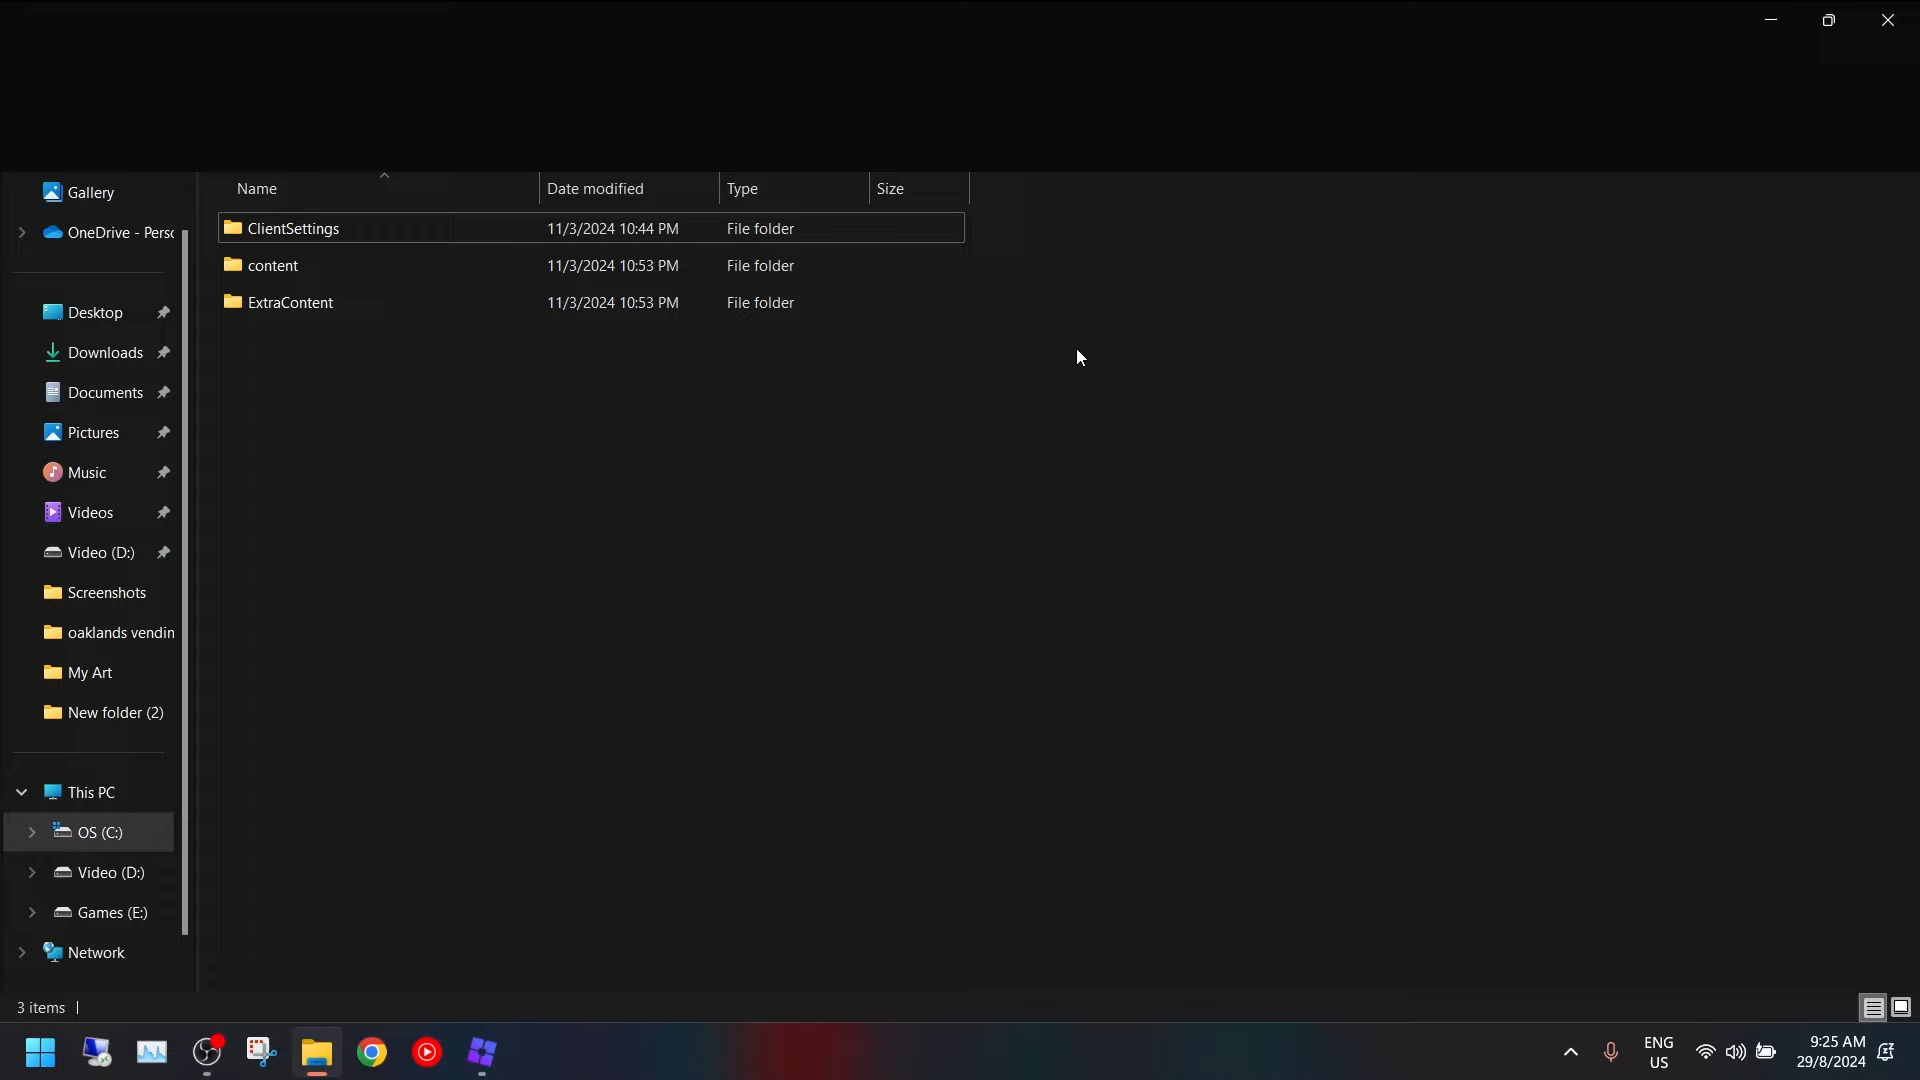 Gallery
OneDrive - Perso
Desktop
Downloads
Documents
Pictures
Music
Videos
Video (D:)
Screenshots
oaklands vendin
My Art
New folder (2)
This PC
OS (C:)
Video (D:)
Games (E:)
Network
Name Date modified Type Size
ClientSettings 11/3/2024 10:44 PM File folder
content 11/3/2024 10:53 PM File folder
ExtraContent 11/3/2024 10:53 PM File folder
3 items
ENG
US
9:25 AM
29/8/2024